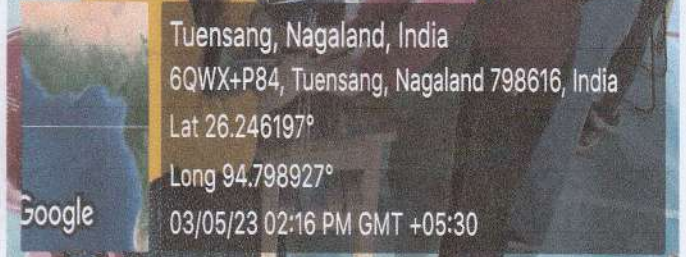 Tuensang, Nagaland, India
6QWX+P84, Tuensang, Nagaland 798616, India
Lat 26.246197°
Long 94.798927°
Google
03/05/23 02:16 PM GMT +05:30